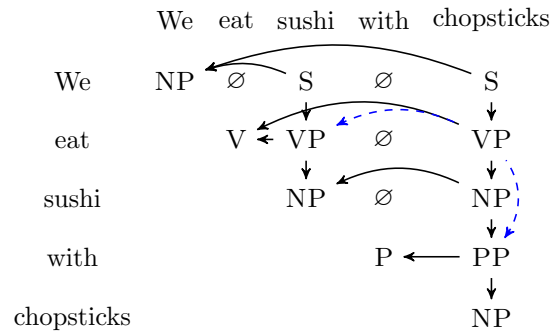 We eat sushi with chopsticks
We NP ∅ S ∅ S
eat V VP ∅ VP
sushi NP ∅ NP
with P PP
chopsticks NP